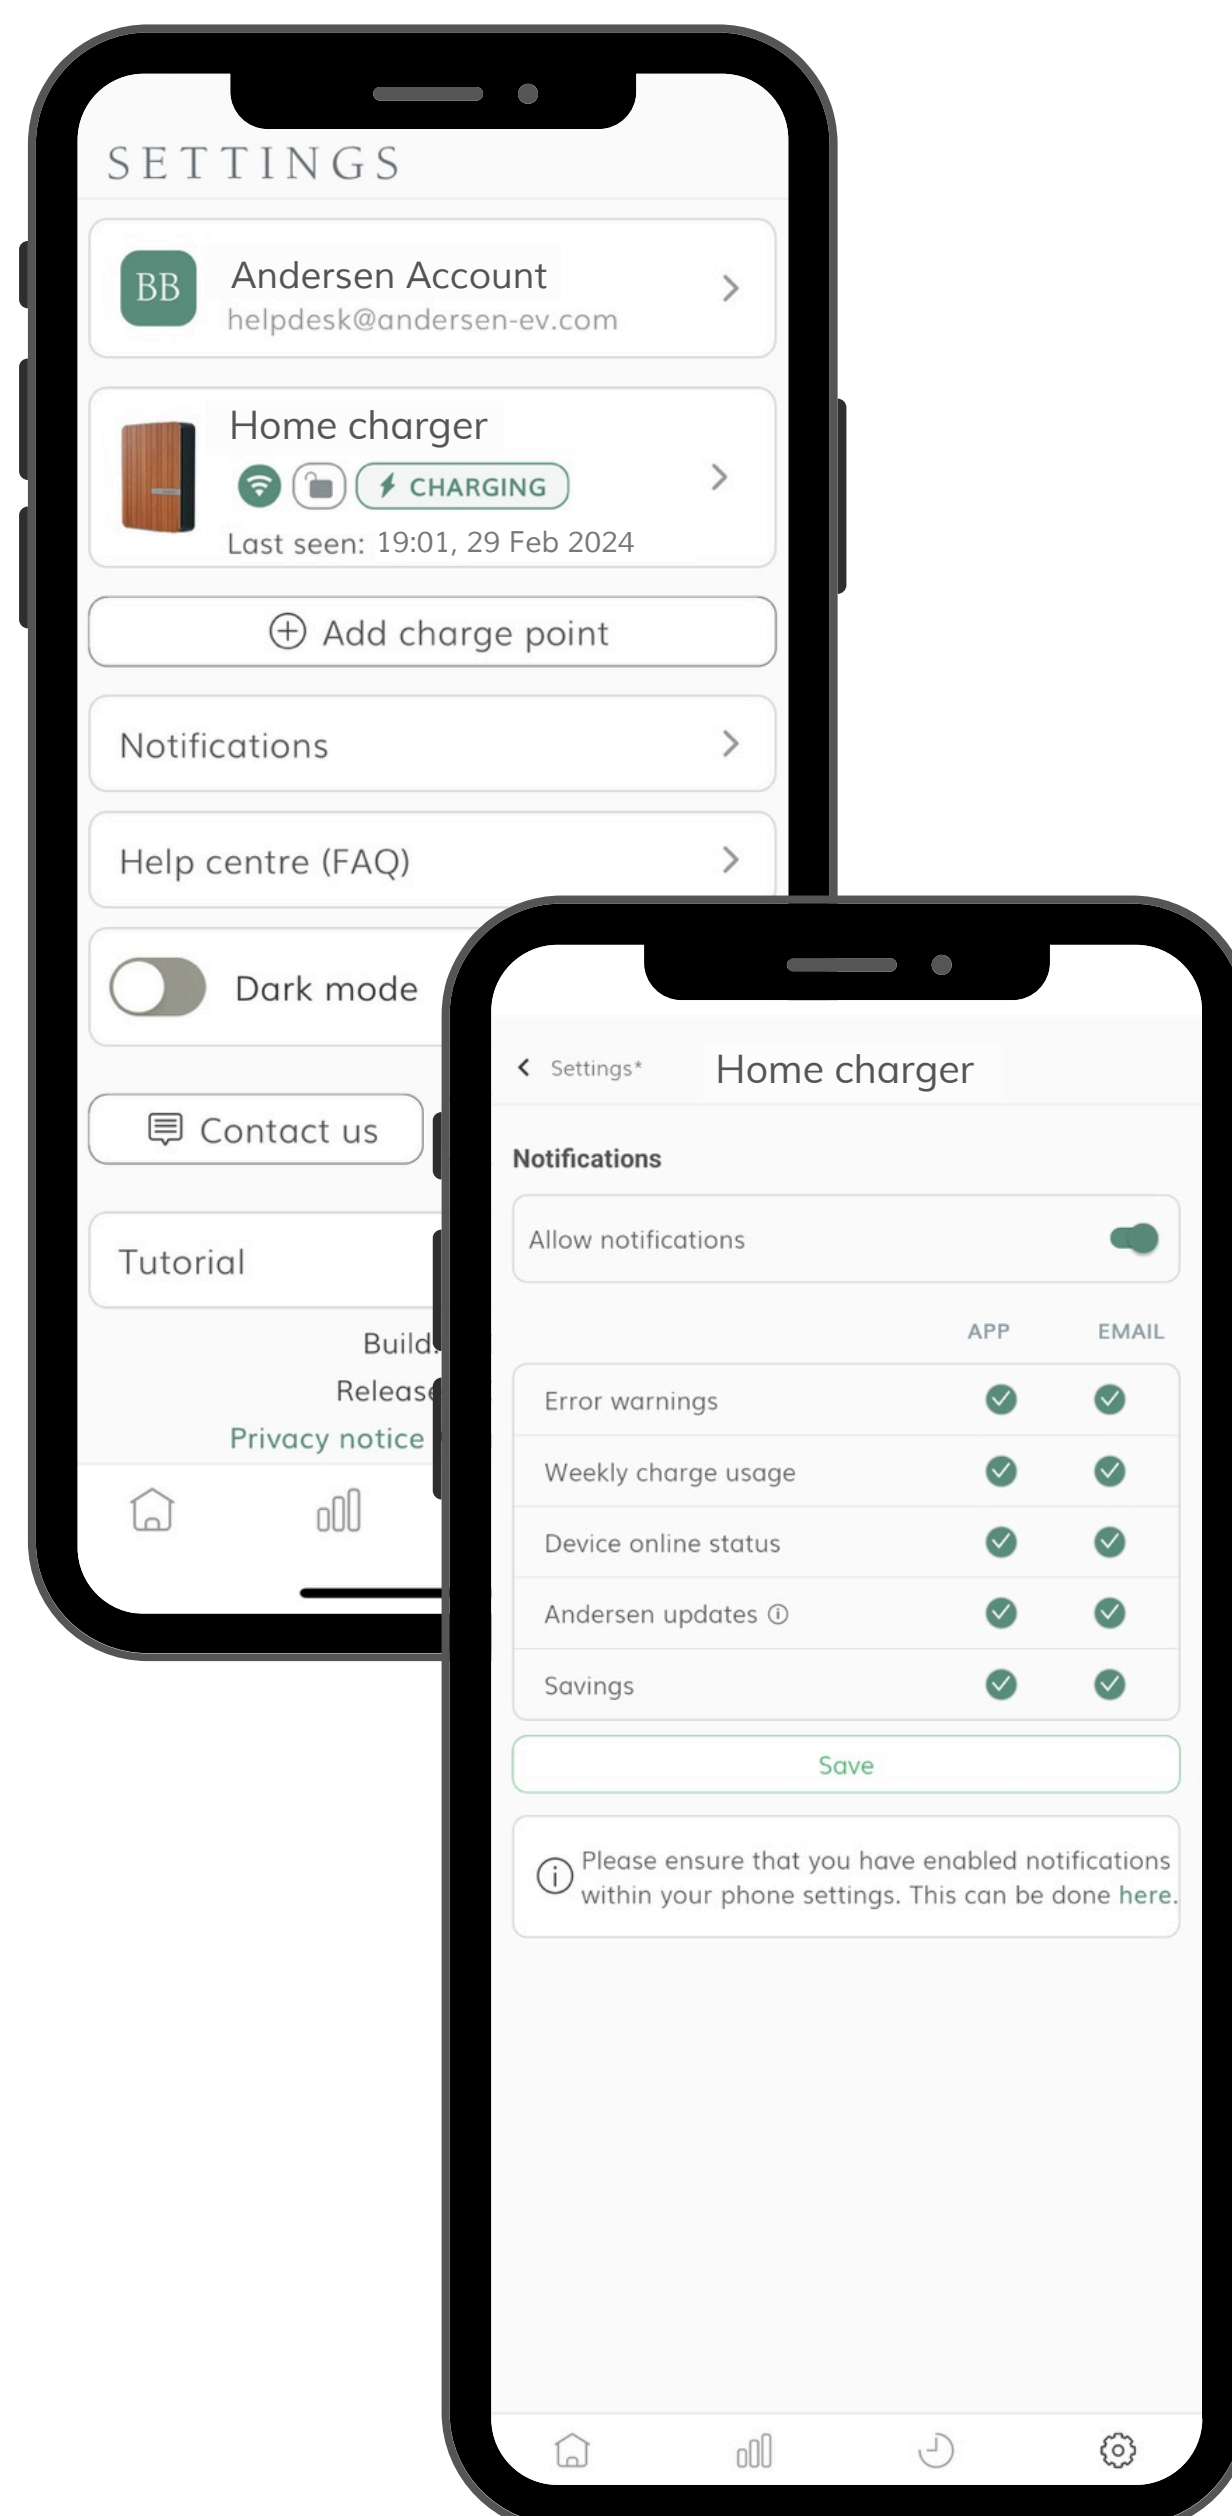 SETTINGS
BB
Andersen Account
helpdesk@andersen-ev.com
Home charger
CHARGING
Last seen: 19:01, 29 Feb 2024
Add charge point
Notifications
Help centre (FAQ)
Dark mode
Contact us
Tutorial
Build:
Release
Privacy notice
Settings*
Home charger
Notifications
Allow notifications
APP EMAIL
Error warnings
Weekly charge usage
Device online status
Andersen updates
Savings
Save
Please ensure that you have enabled notifications
within your phone settings. This can be done here.